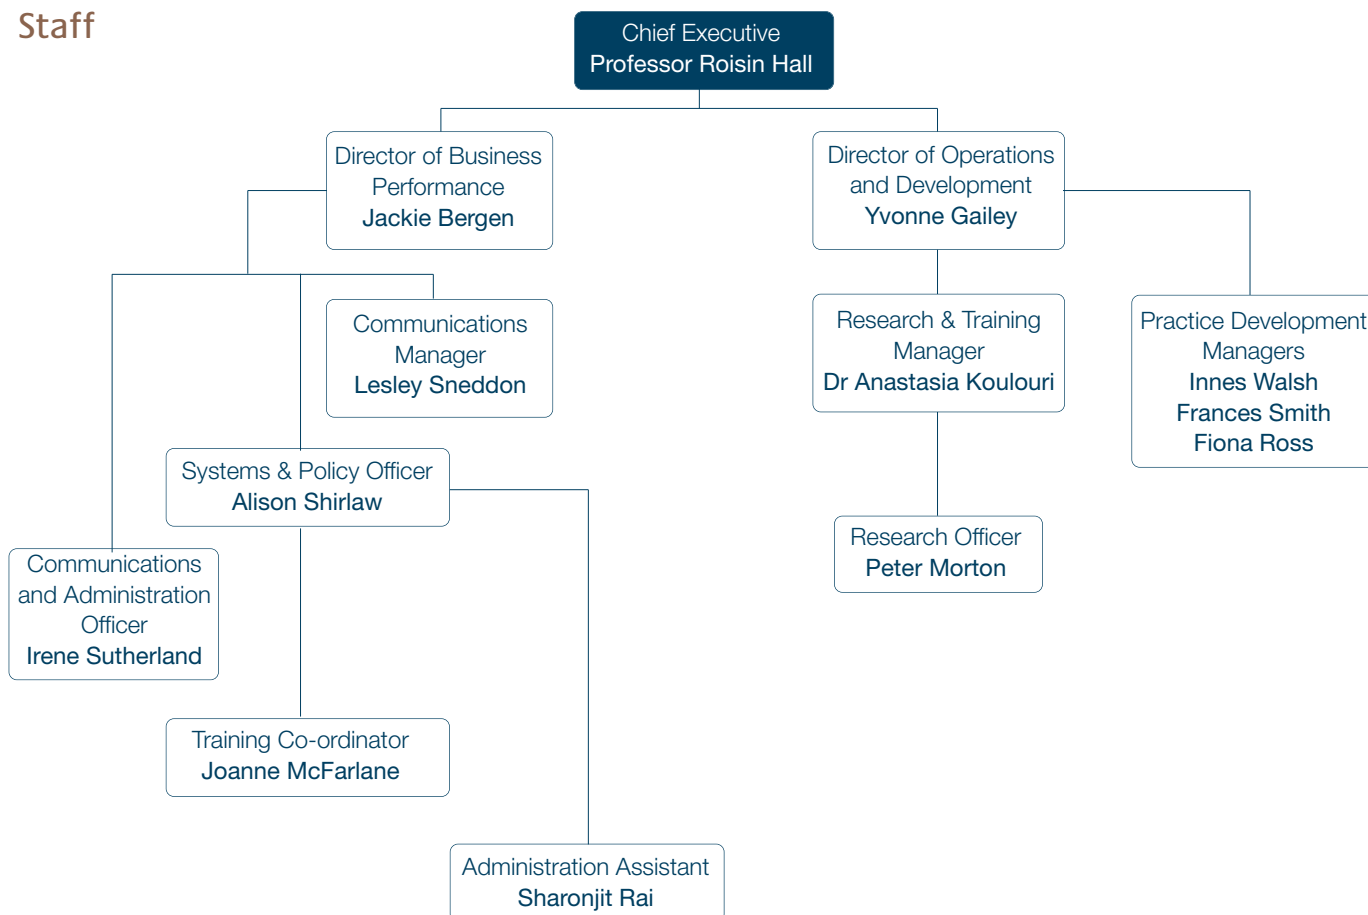 Staff
Chief Executive
Professor Roisin Hall
Director of Business
Performance
Jackie Bergen
Director of Operations
and Development
Yvonne Gailey
Communications
Manager
Lesley Sneddon
Research & Training
Manager
Dr Anastasia Koulouri
Practice Development
Managers
Innes Walsh
Frances Smith
Fiona Ross
Systems & Policy Officer
Alison Shirlaw
Research Officer
Peter Morton
Communications
and Administration
Officer
Irene Sutherland
Training Co-ordinator
Joanne McFarlane
Administration Assistant
Sharonjit Rai